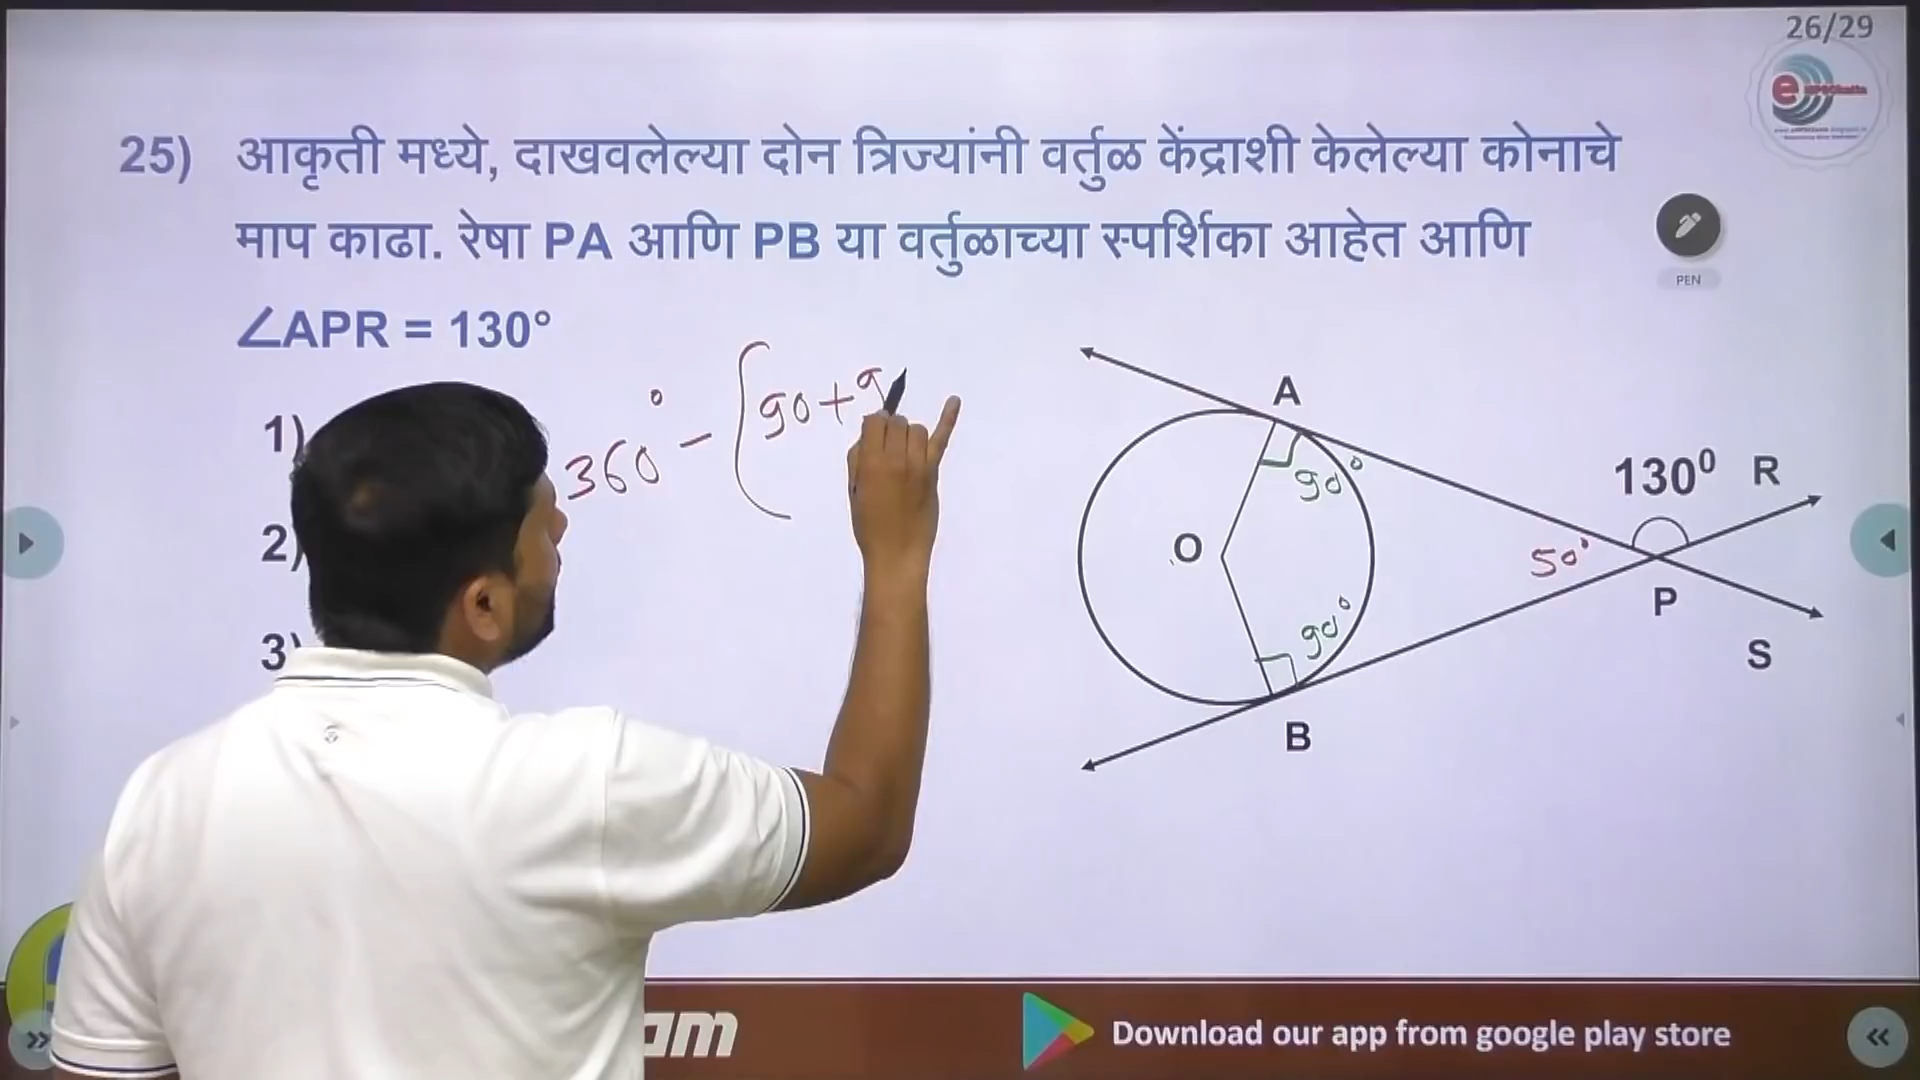 26/29
25) आकृती मध्ये, दाखवलेल्या दोन त्रिज्यांनी वर्तुळ केंद्राशी केलेल्या कोनाचे
माप काढा. रेषा PA आणि PB या वर्तुळाच्या स्पर्शिका आहेत आणि
∠APR = 130°
PEN
1)
2)
3)
360° - [90+9
A
90°
O
90°
B
50°
130⁰ R
P
S
am
Download our app from google play store